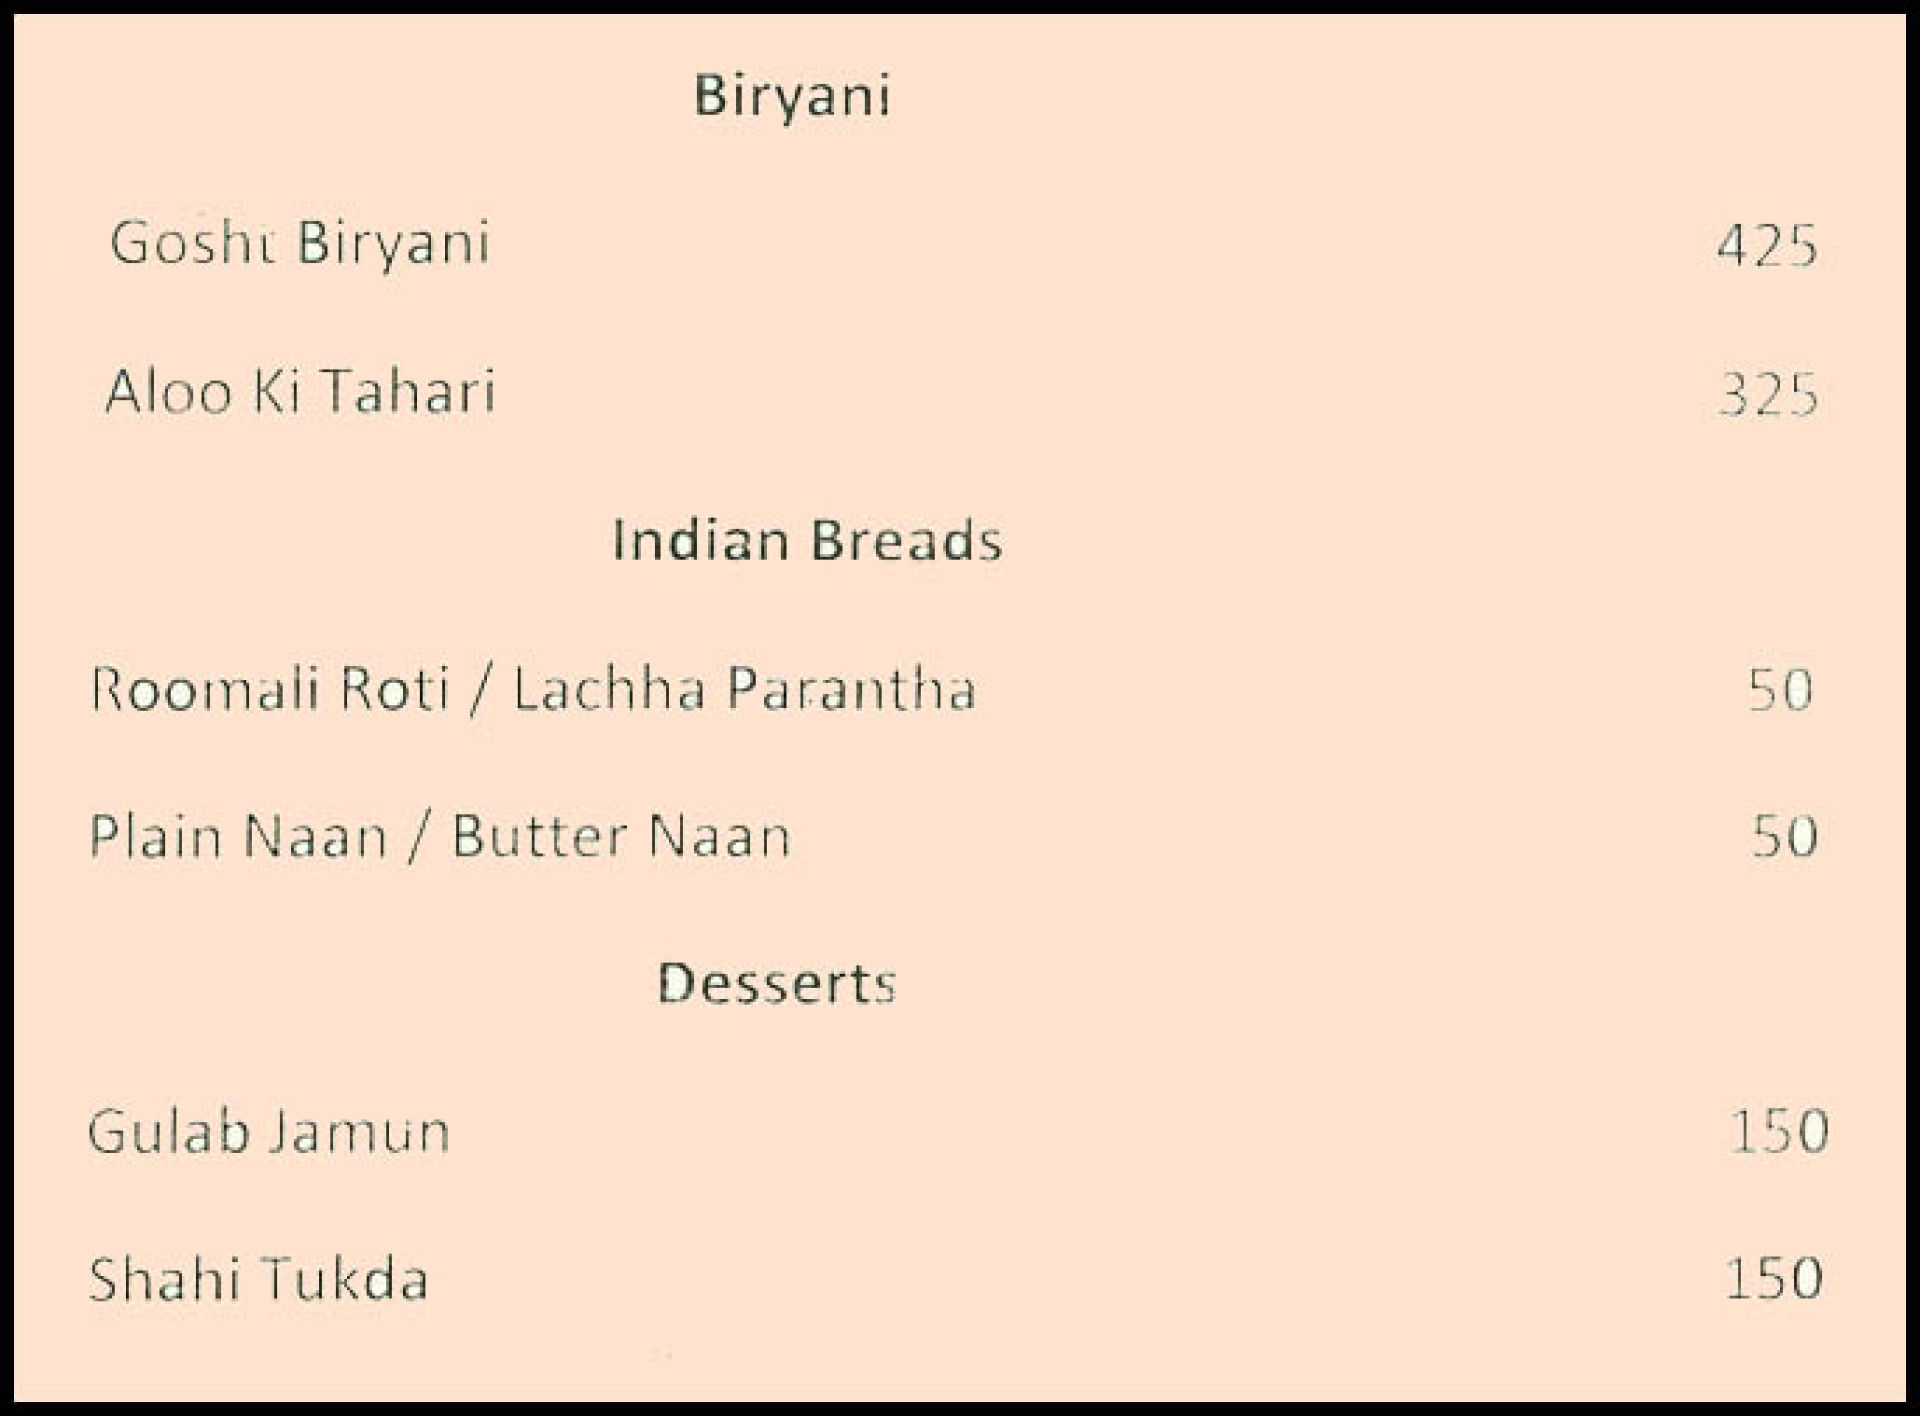 Biryani
Gosht Biryani 425
Aloo Ki Tahari 325
Indian Breads
Roomali Roti / Lachha Parantha 50
Plain Naan / Butter Naan 50
Desserts
Gulab Jamun 150
Shahi Tukda 150